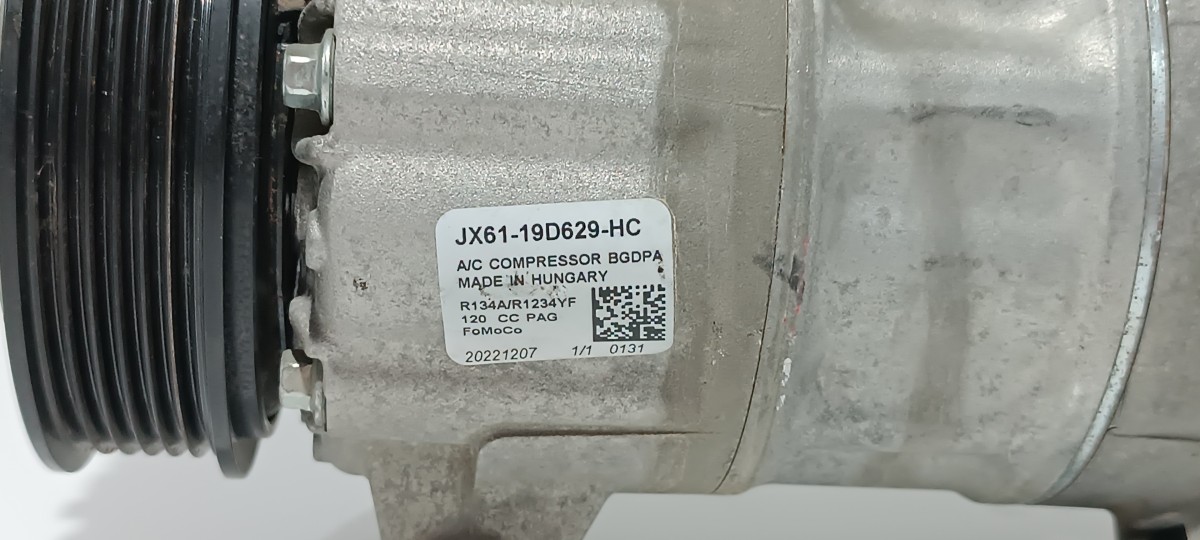 JX61-19D629-HC
A/C COMPRESSOR BGDPA
MADE IN HUNGARY
R134A/R1234YF
120 CC PAG
FoMoCo
20221207 1/1 0131